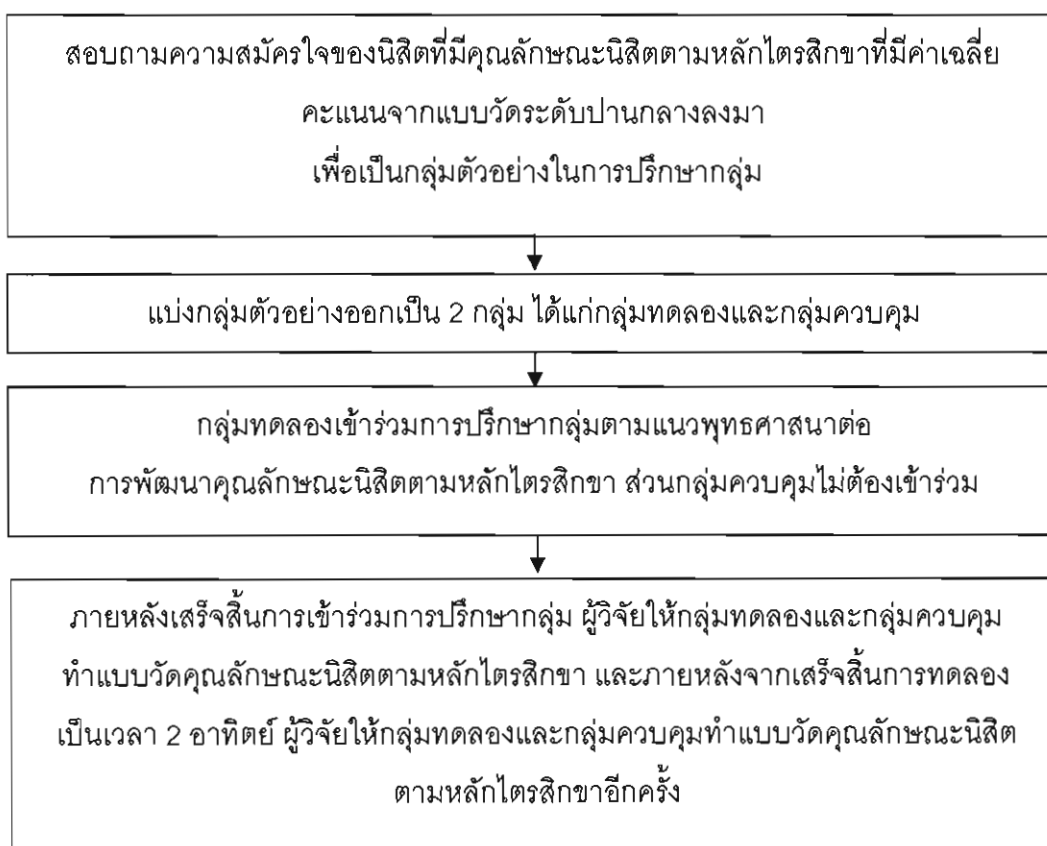 สอบถามความสมัครใจของนิสิตที่มีคุณลักษณะนิสิตตามหลักไตรสิกขาที่มีค่าเฉลี่ย
คะแนนจากแบบวัดระดับปานกลางลงมา
เพื่อเป็นกลุ่มตัวอย่างในการปรึกษากลุ่ม
แบ่งกลุ่มตัวอย่างออกเป็น 2 กลุ่ม ได้แก่กลุ่มทดลองและกลุ่มควบคุม
กลุ่มทดลองเข้าร่วมการปรึกษากลุ่มตามแนวพุทธศาสนาต่อ
การพัฒนาคุณลักษณะนิสิตตามหลักไตรสิกขา ส่วนกลุ่มควบคุมไม่ต้องเข้าร่วม
ภายหลังเสร็จสิ้นการเข้าร่วมการปรึกษากลุ่ม ผู้วิจัยให้กลุ่มทดลองและกลุ่มควบคุม
ทำแบบวัดคุณลักษณะนิสิตตามหลักไตรสิกขา และภายหลังจากเสร็จสิ้นการทดลอง
เป็นเวลา 2 อาทิตย์ ผู้วิจัยให้กลุ่มทดลองและกลุ่มควบคุมทำแบบวัดคุณลักษณะนิสิต
ตามหลักไตรสิกขาอีกครั้ง